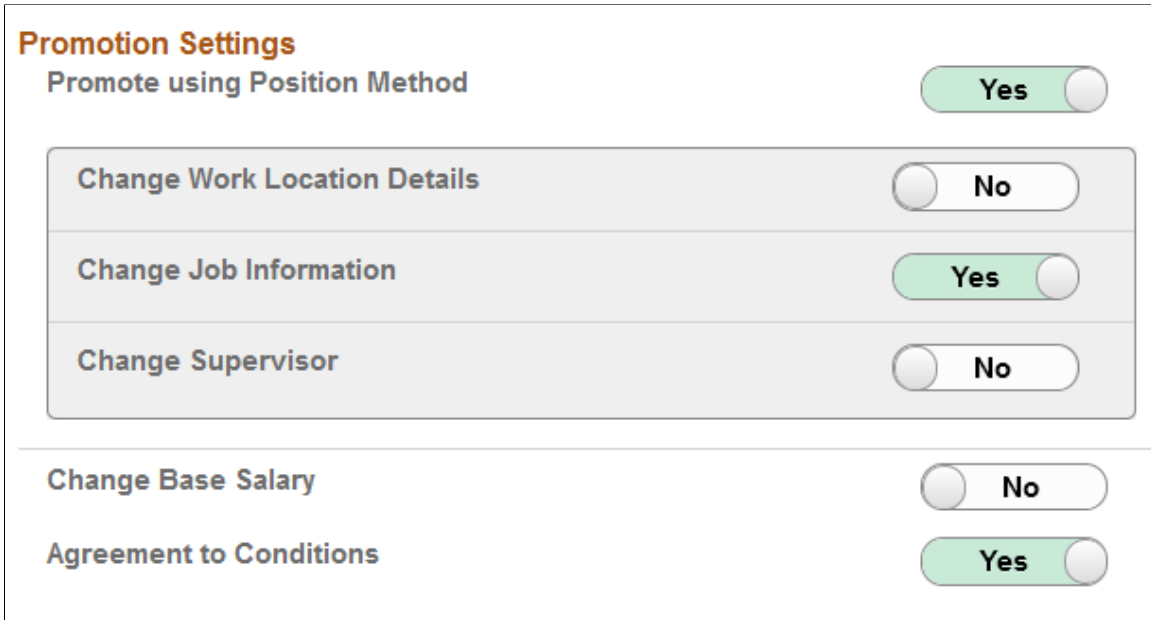 Promotion Settings
Promote using Position Method Yes
Change Work Location Details No
Change Job Information Yes
Change Supervisor No
Change Base Salary No
Agreement to Conditions Yes